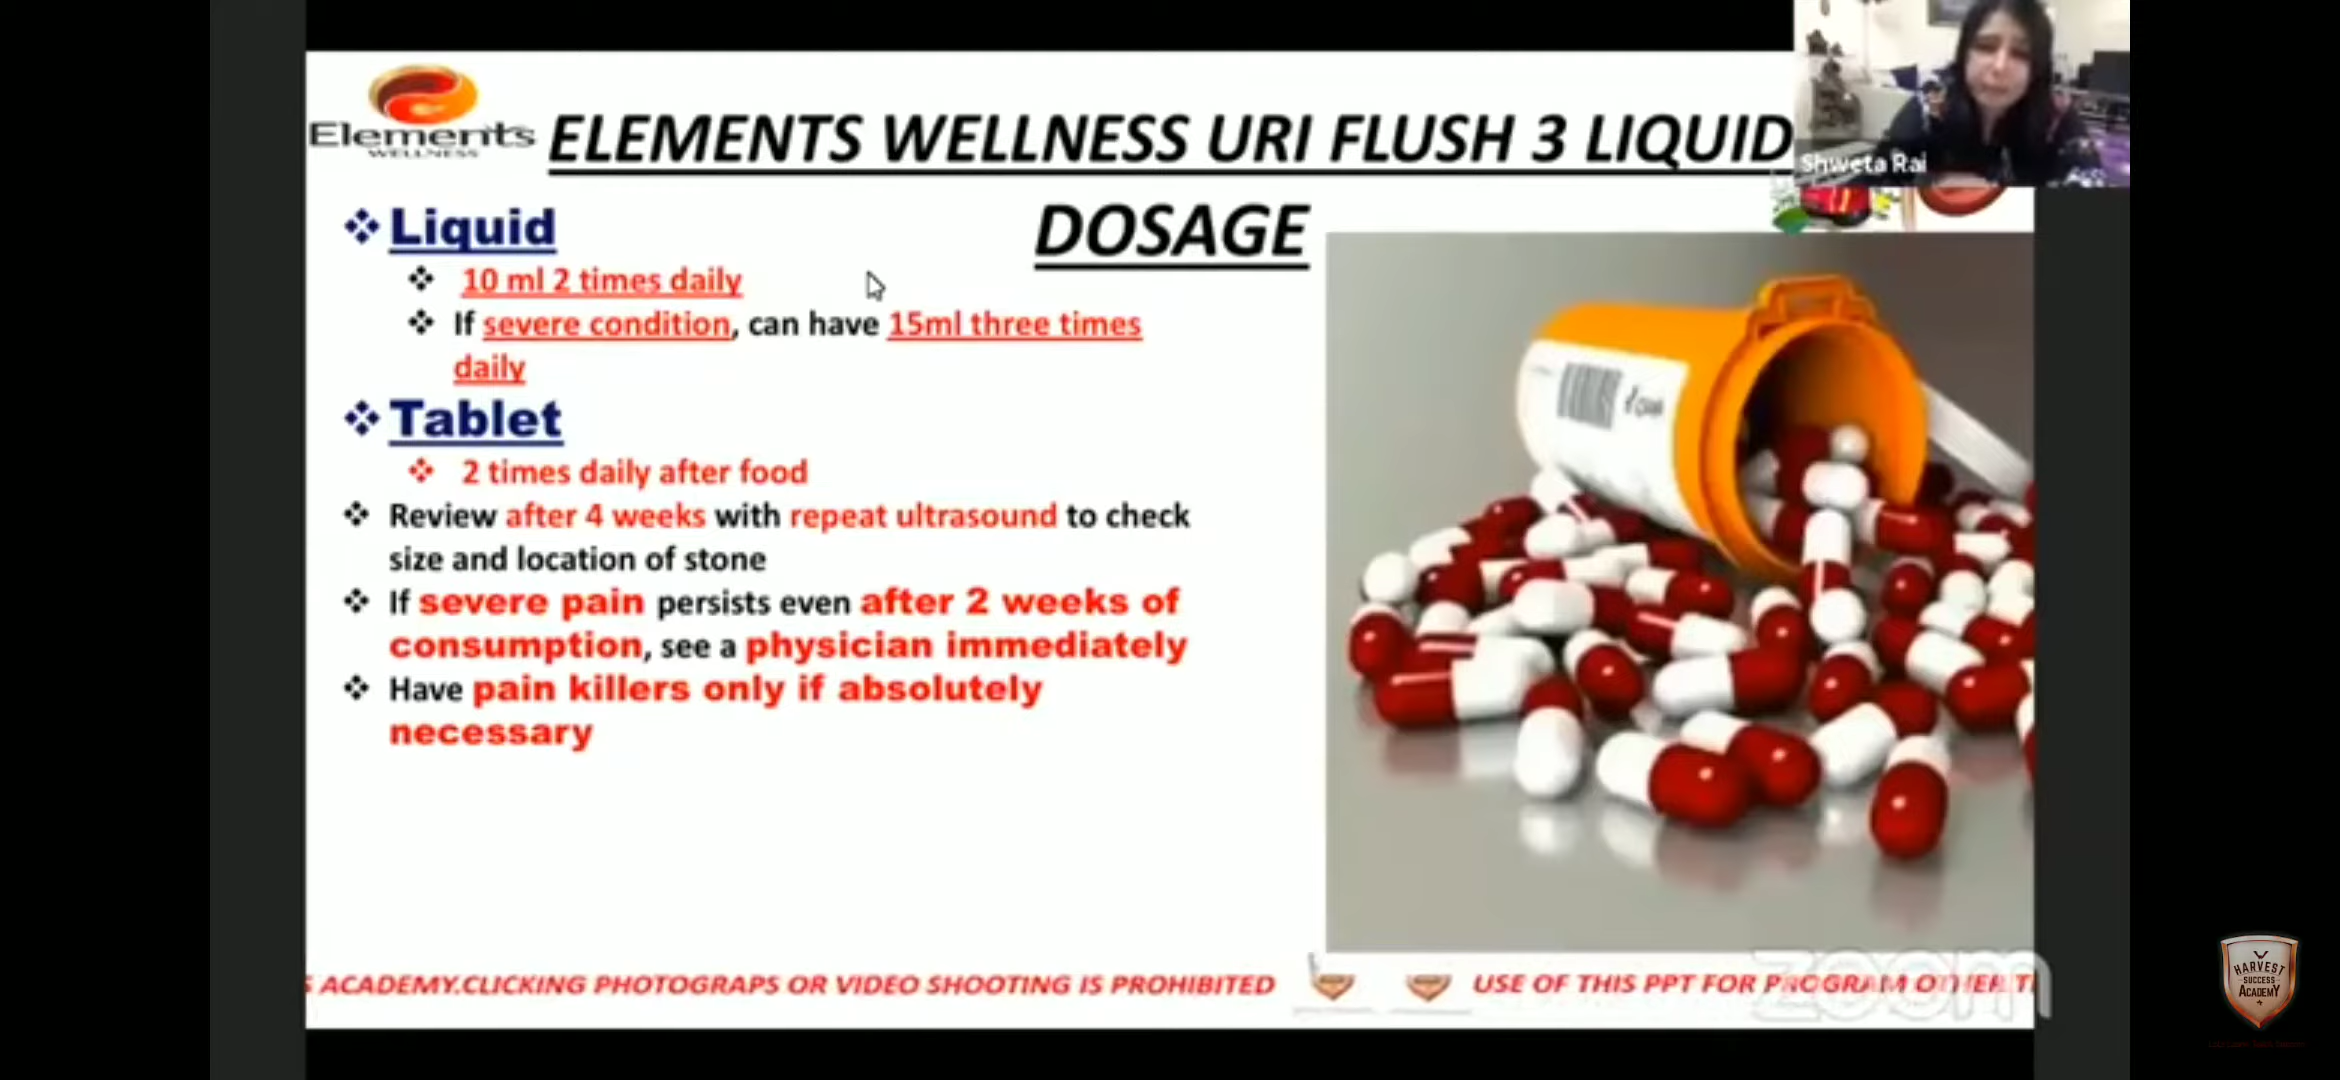 Elements
WELLNESS
ELEMENTS WELLNESS URI FLUSH 3 LIQUID
DOSAGE
Shweta Rai
❖ Liquid
❖ 10 ml 2 times daily
❖ If severe condition, can have 15ml three times
daily
❖ Tablet
❖ 2 times daily after food
❖ Review after 4 weeks with repeat ultrasound to check
size and location of stone
❖ If severe pain persists even after 2 weeks of
consumption, see a physician immediately
❖ Have pain killers only if absolutely
necessary
S ACADEMY.CLICKING PHOTOGRAPS OR VIDEO SHOOTING IS PROHIBITED
USE OF THIS PPT FOR PROGRAM OTHER T
zoom
HARVEST
SUCCESS
ACADEMY